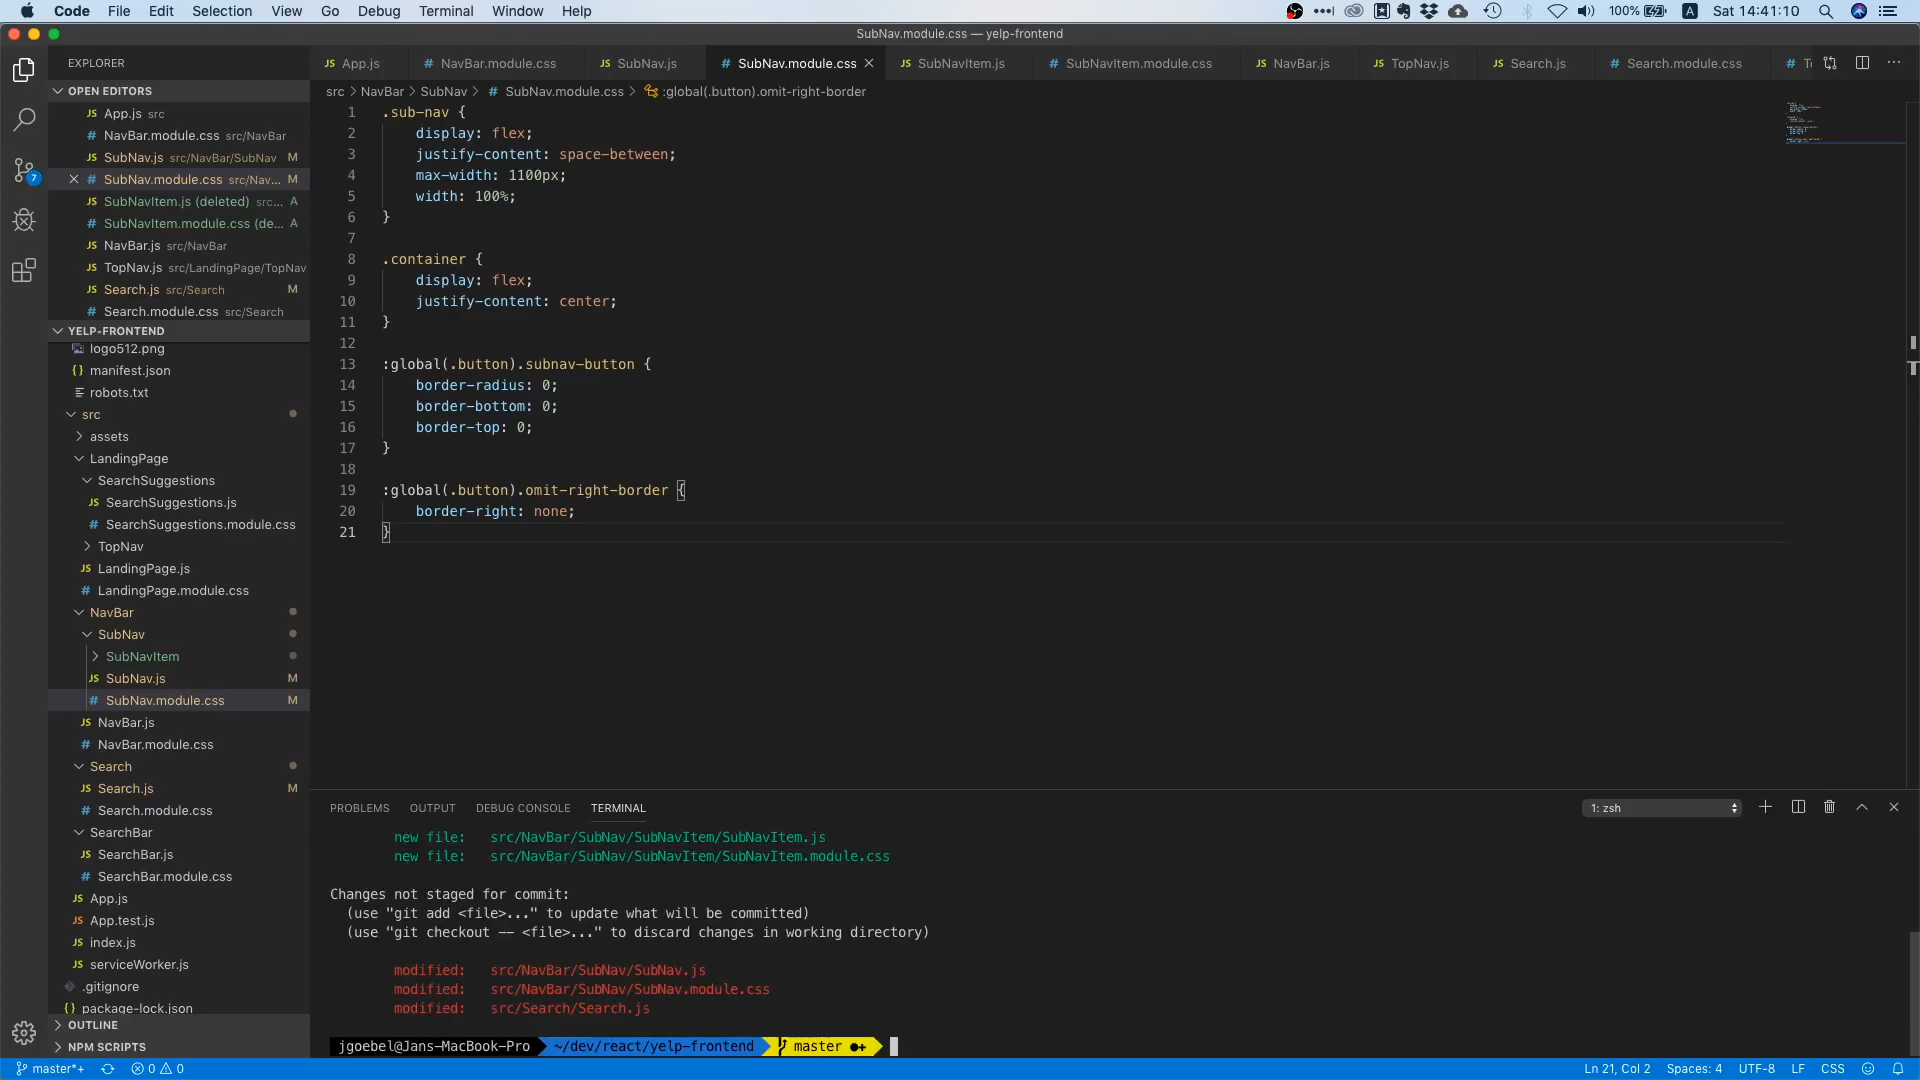 Code File Edit Selection View Go Debug Terminal Window Help
100% A Sat 14:41:10
SubNav.module.css — yelp-frontend
EXPLORER
JS App.js # NavBar.module.css JS SubNav.js # SubNav.module.css JS SubNavItem.js # SubNavItem.module.css JS NavBar.js JS TopNav.js JS Search.js # Search.module.css #
src > NavBar > SubNav > # SubNav.module.css > :global(.button).omit-right-border
OPEN EDITORS
JS App.js src
# NavBar.module.css src/NavBar
JS SubNav.js src/NavBar/SubNav M
# SubNav.module.css src/Nav... M
JS SubNavItem.js (deleted) src... A
# SubNavItem.module.css (de... A
JS NavBar.js src/NavBar
JS TopNav.js src/LandingPage/TopNav
JS Search.js src/Search M
# Search.module.css src/Search
7
YELP-FRONTEND
logo512.png
{} manifest.json
robots.txt
src
assets
LandingPage
SearchSuggestions
JS SearchSuggestions.js
# SearchSuggestions.module.css
TopNav
JS LandingPage.js
# LandingPage.module.css
NavBar
SubNav
SubNavItem
JS SubNav.js M
# SubNav.module.css M
JS NavBar.js
# NavBar.module.css
Search
JS Search.js M
# Search.module.css
SearchBar
JS SearchBar.js
# SearchBar.module.css
JS App.js
JS App.test.js
JS index.js
JS serviceWorker.js
.gitignore
{} package-lock.json
OUTLINE
NPM SCRIPTS
1 .sub-nav {
2 display: flex;
3 justify-content: space-between;
4 max-width: 1100px;
5 width: 100%;
6 }
7
8 .container {
9 display: flex;
10 justify-content: center;
11 }
12
13 :global(.button).subnav-button {
14 border-radius: 0;
15 border-bottom: 0;
16 border-top: 0;
17 }
18
19 :global(.button).omit-right-border {
20 border-right: none;
21 }
PROBLEMS OUTPUT DEBUG CONSOLE TERMINAL 1: zsh
new file: src/NavBar/SubNav/SubNavItem/SubNavItem.js
new file: src/NavBar/SubNav/SubNavItem/SubNavItem.module.css
Changes not staged for commit:
(use "git add <file>..." to update what will be committed)
(use "git checkout -- <file>..." to discard changes in working directory)
modified: src/NavBar/SubNav/SubNav.js
modified: src/NavBar/SubNav/SubNav.module.css
modified: src/Search/Search.js
jgoebel@Jans-MacBook-Pro ~/dev/react/yelp-frontend master ●+
master*+ 0 0 Ln 21, Col 2 Spaces: 4 UTF-8 LF CSS